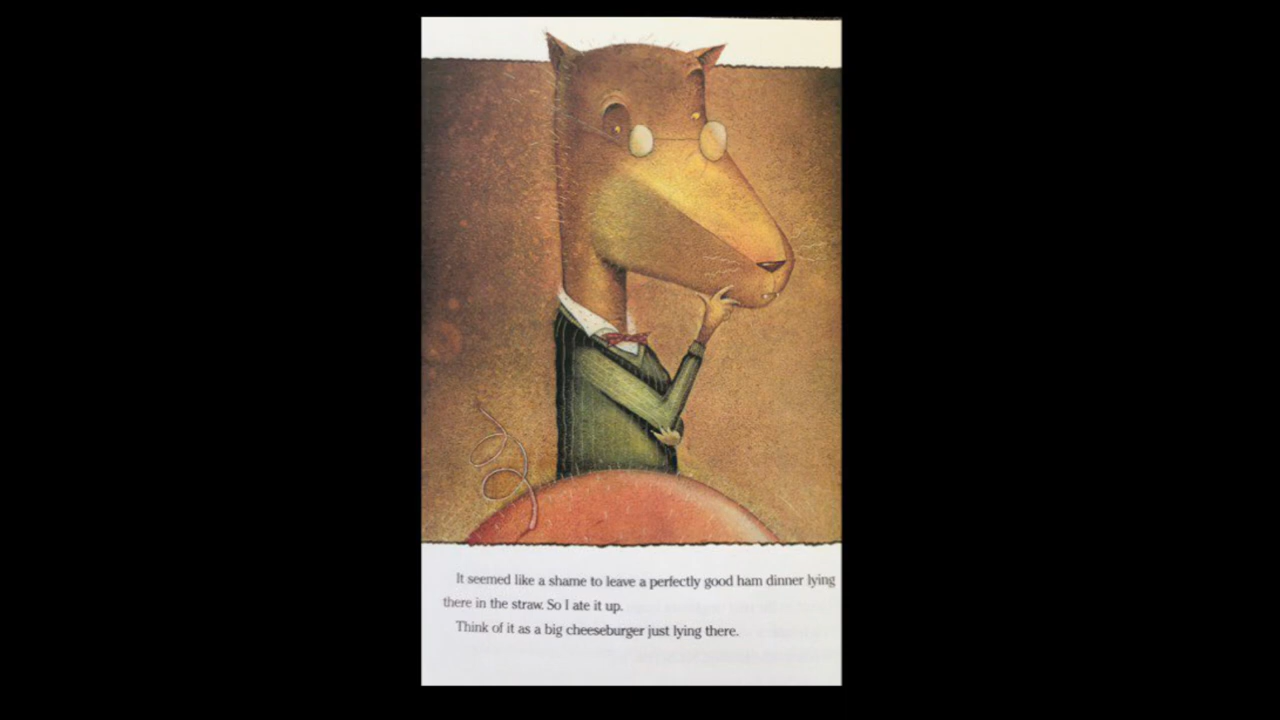 It seemed like a shame to leave a perfectly good ham dinner lying
there in the straw. So I ate it up.
Think of it as a big cheeseburger just lying there.